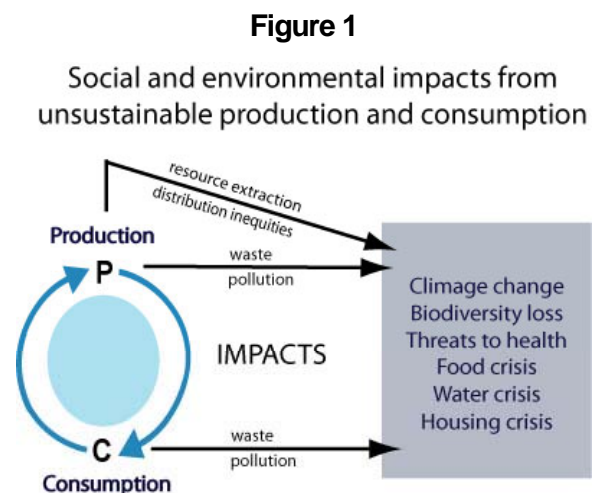 Figure 1
Social and environmental impacts from
unsustainable production and consumption
resource extraction
distribution inequities
Production
P
waste
pollution
IMPACTS
Climage change
Biodiversity loss
Threats to health
Food crisis
Water crisis
Housing crisis
C
Consumption
waste
pollution